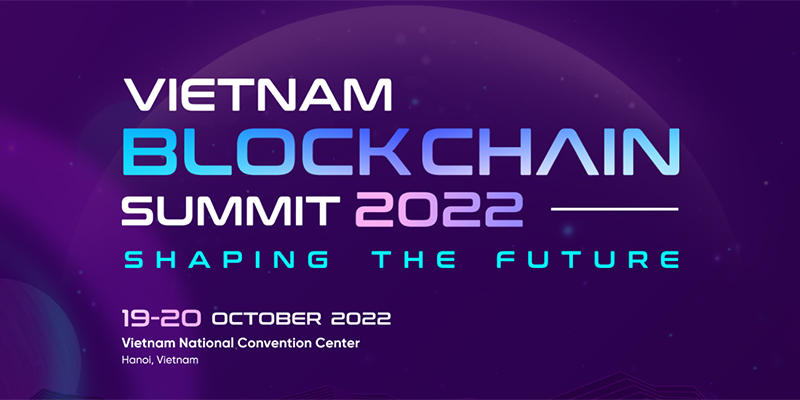 VIETNAM
BLOCKCHAIN
SUMMIT 2022
SHAPING THE FUTURE
19-20 OCTOBER 2022
Vietnam National Convention Center
Hanoi, Vietnam